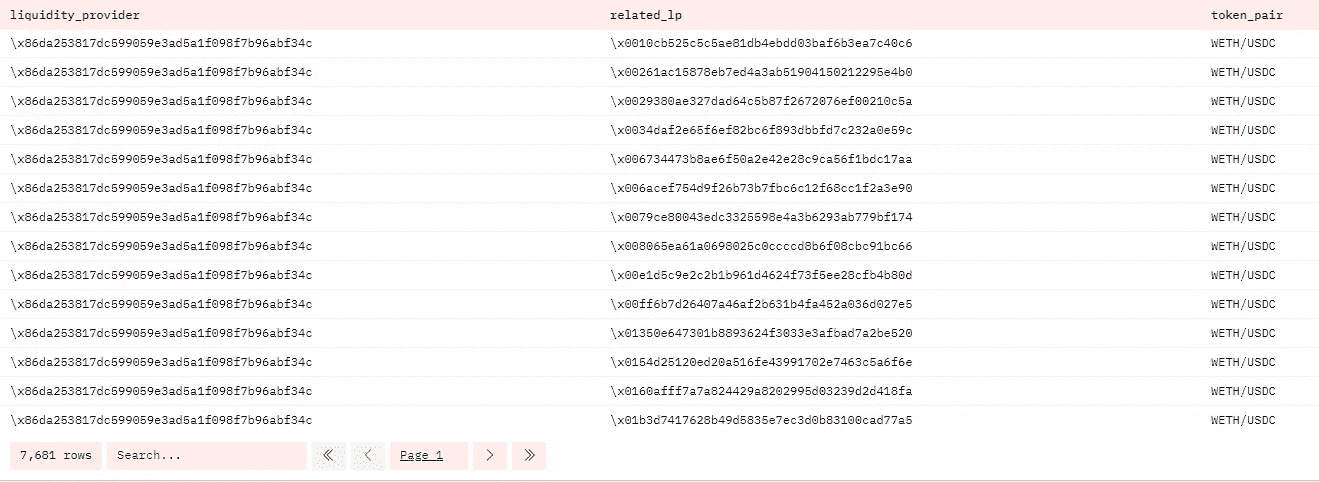 liquidity_provider related_lp token_pair
\x86da253817dc599059e3ad5a1f098f7b96abf34c \x0010cb525c5c5ae81db4ebdd03baf6b3ea7c40c6 WETH/USDC
\x86da253817dc599059e3ad5a1f098f7b96abf34c \x00261ac15878eb7ed4a3ab51904150212295e4b0 WETH/USDC
\x86da253817dc599059e3ad5a1f098f7b96abf34c \x0029380ae327dad64c5b87f2672076ef00210c5a WETH/USDC
\x86da253817dc599059e3ad5a1f098f7b96abf34c \x0034daf2e65f6ef82bc6f893dbbfd7c232a0e59c WETH/USDC
\x86da253817dc599059e3ad5a1f098f7b96abf34c \x006734473b8ae6f50a2e42e28c9ca56f1bdc17aa WETH/USDC
\x86da253817dc599059e3ad5a1f098f7b96abf34c \x006acef754d9f26b73b7fbc6c12f68cc1f2a3e90 WETH/USDC
\x86da253817dc599059e3ad5a1f098f7b96abf34c \x0079ce80043edc3325598e4a3b6293ab779bf174 WETH/USDC
\x86da253817dc599059e3ad5a1f098f7b96abf34c \x008065ea61a0698025c0ccccd8b6f08cbc91bc66 WETH/USDC
\x86da253817dc599059e3ad5a1f098f7b96abf34c \x00e1d5c9e2c2b1b961d4624f73f5ee28cfb4b80d WETH/USDC
\x86da253817dc599059e3ad5a1f098f7b96abf34c \x00ff6b7d26407a46af2b631b4fa452a036d027e5 WETH/USDC
\x86da253817dc599059e3ad5a1f098f7b96abf34c \x01350e647301b8893624f3033e3afbad7a2be520 WETH/USDC
\x86da253817dc599059e3ad5a1f098f7b96abf34c \x0154d25120ed20a516fe43991702e7463c5a6f6e WETH/USDC
\x86da253817dc599059e3ad5a1f098f7b96abf34c \x0160afff7a7a824429a8202995d03239d2d418fa WETH/USDC
\x86da253817dc599059e3ad5a1f098f7b96abf34c \x01b3d7417628b49d5835e7ec3d0b83100cad77a5 WETH/USDC
7,681 rows Search... « ‹ Page 1 › »